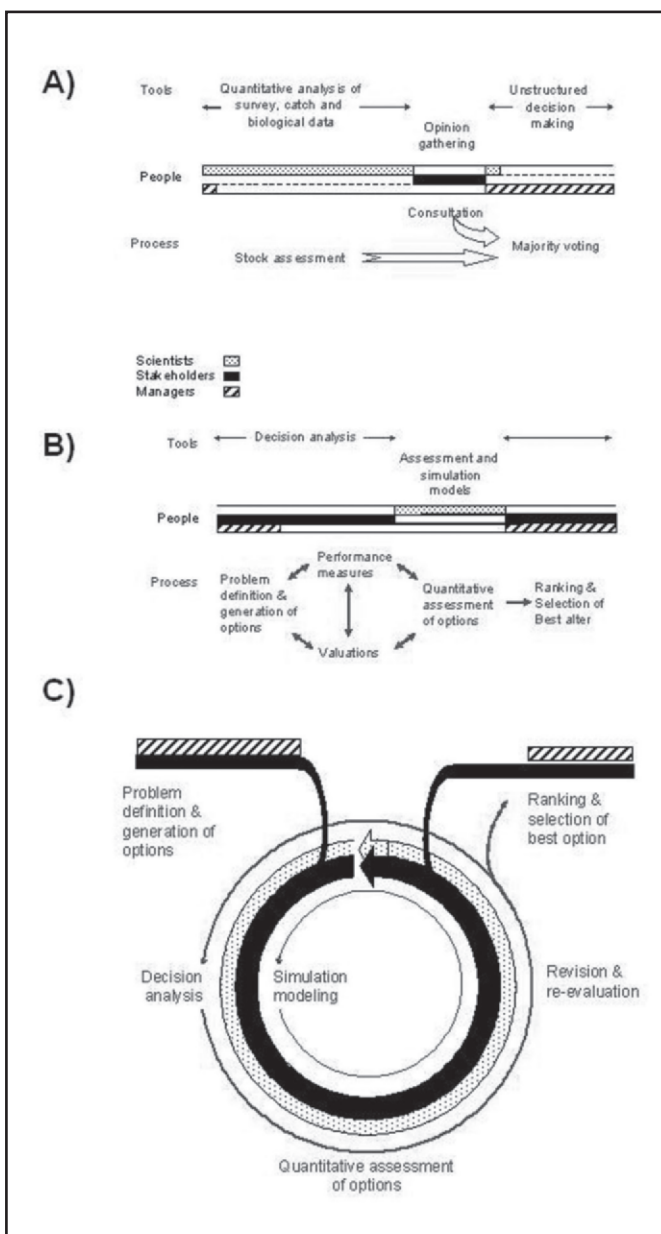 A)
Tools
Quantitative analysis of
survey, catch and
biological data
Opinion
gathering
Unstructured
decision
making
People
Process
Consultation
Stock assessment
Majority voting
Scientists
Stakeholders
Managers
B)
Tools
Decision analysis
Assessment and
simulation
models
People
Process
Problem
definition &
generation of
options
Performance
measures
Valuations
Quantitative
assessment
of options
Ranking &
Selection of
Best alter
C)
Problem
definition &
generation of
options
Ranking &
selection of
best option
Decision
analysis
Simulation
modeling
Revision &
re-evaluation
Quantitative assessment
of options